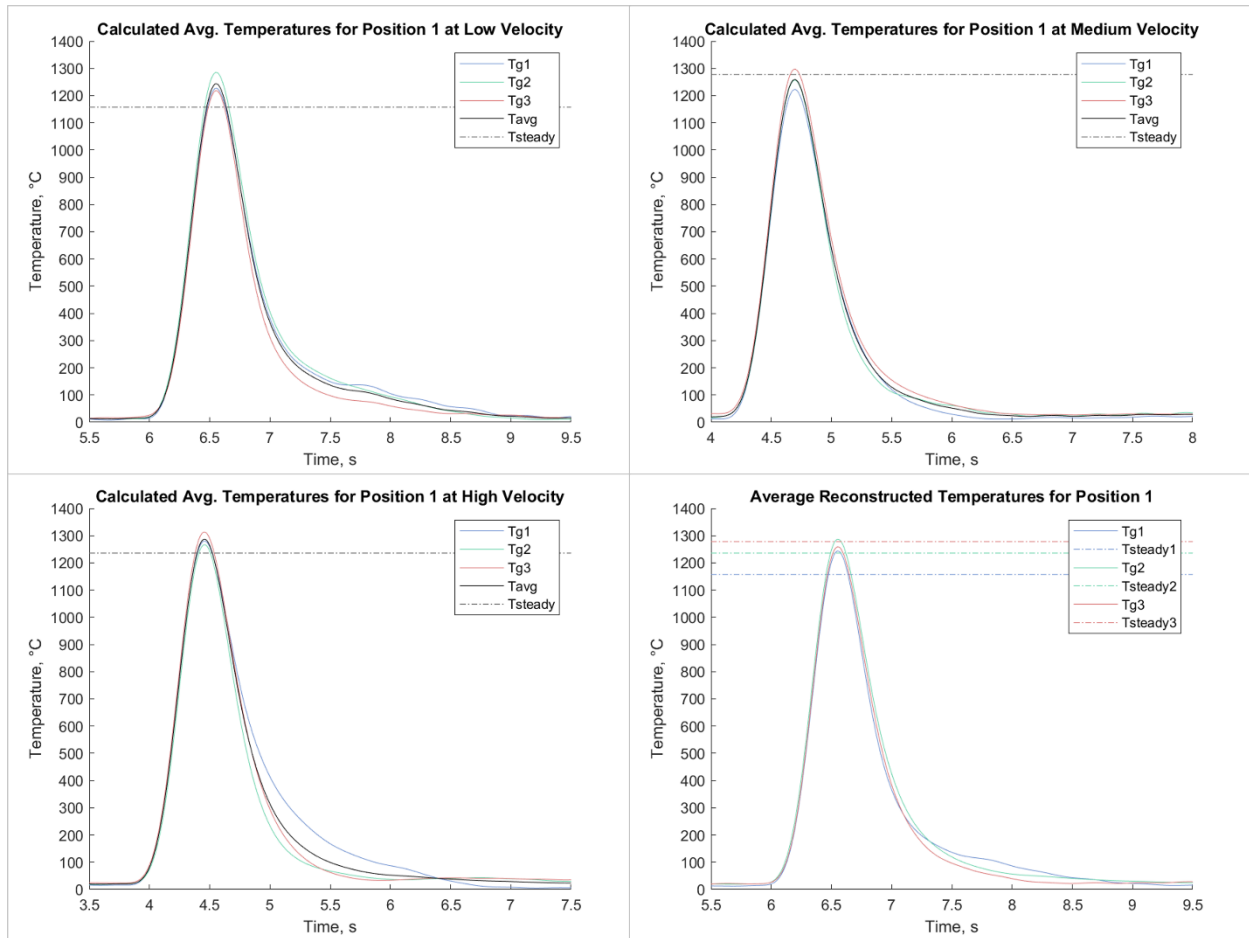 Calculated Avg. Temperatures for Position 1 at Low Velocity
1400
1300
1200
1100
1000
900
800
700
600
500
400
300
200
100
0
Temperature, °C
Tg1
Tg2
Tg3
Tavg
Tsteady
5.5 6 6.5 7 7.5 8 8.5 9 9.5
Time, s
Calculated Avg. Temperatures for Position 1 at Medium Velocity
1400
1300
1200
1100
1000
900
800
700
600
500
400
300
200
100
0
Temperature, °C
Tg1
Tg2
Tg3
Tavg
Tsteady
4 4.5 5 5.5 6 6.5 7 7.5 8
Time, s
Calculated Avg. Temperatures for Position 1 at High Velocity
1400
1300
1200
1100
1000
900
800
700
600
500
400
300
200
100
0
Temperature, °C
Tg1
Tg2
Tg3
Tavg
Tsteady
3.5 4 4.5 5 5.5 6 6.5 7 7.5
Time, s
Average Reconstructed Temperatures for Position 1
1400
1300
1200
1100
1000
900
800
700
600
500
400
300
200
100
0
Temperature, °C
Tg1
Tsteady1
Tg2
Tsteady2
Tg3
Tsteady3
5.5 6 6.5 7 7.5 8 8.5 9 9.5
Time, s